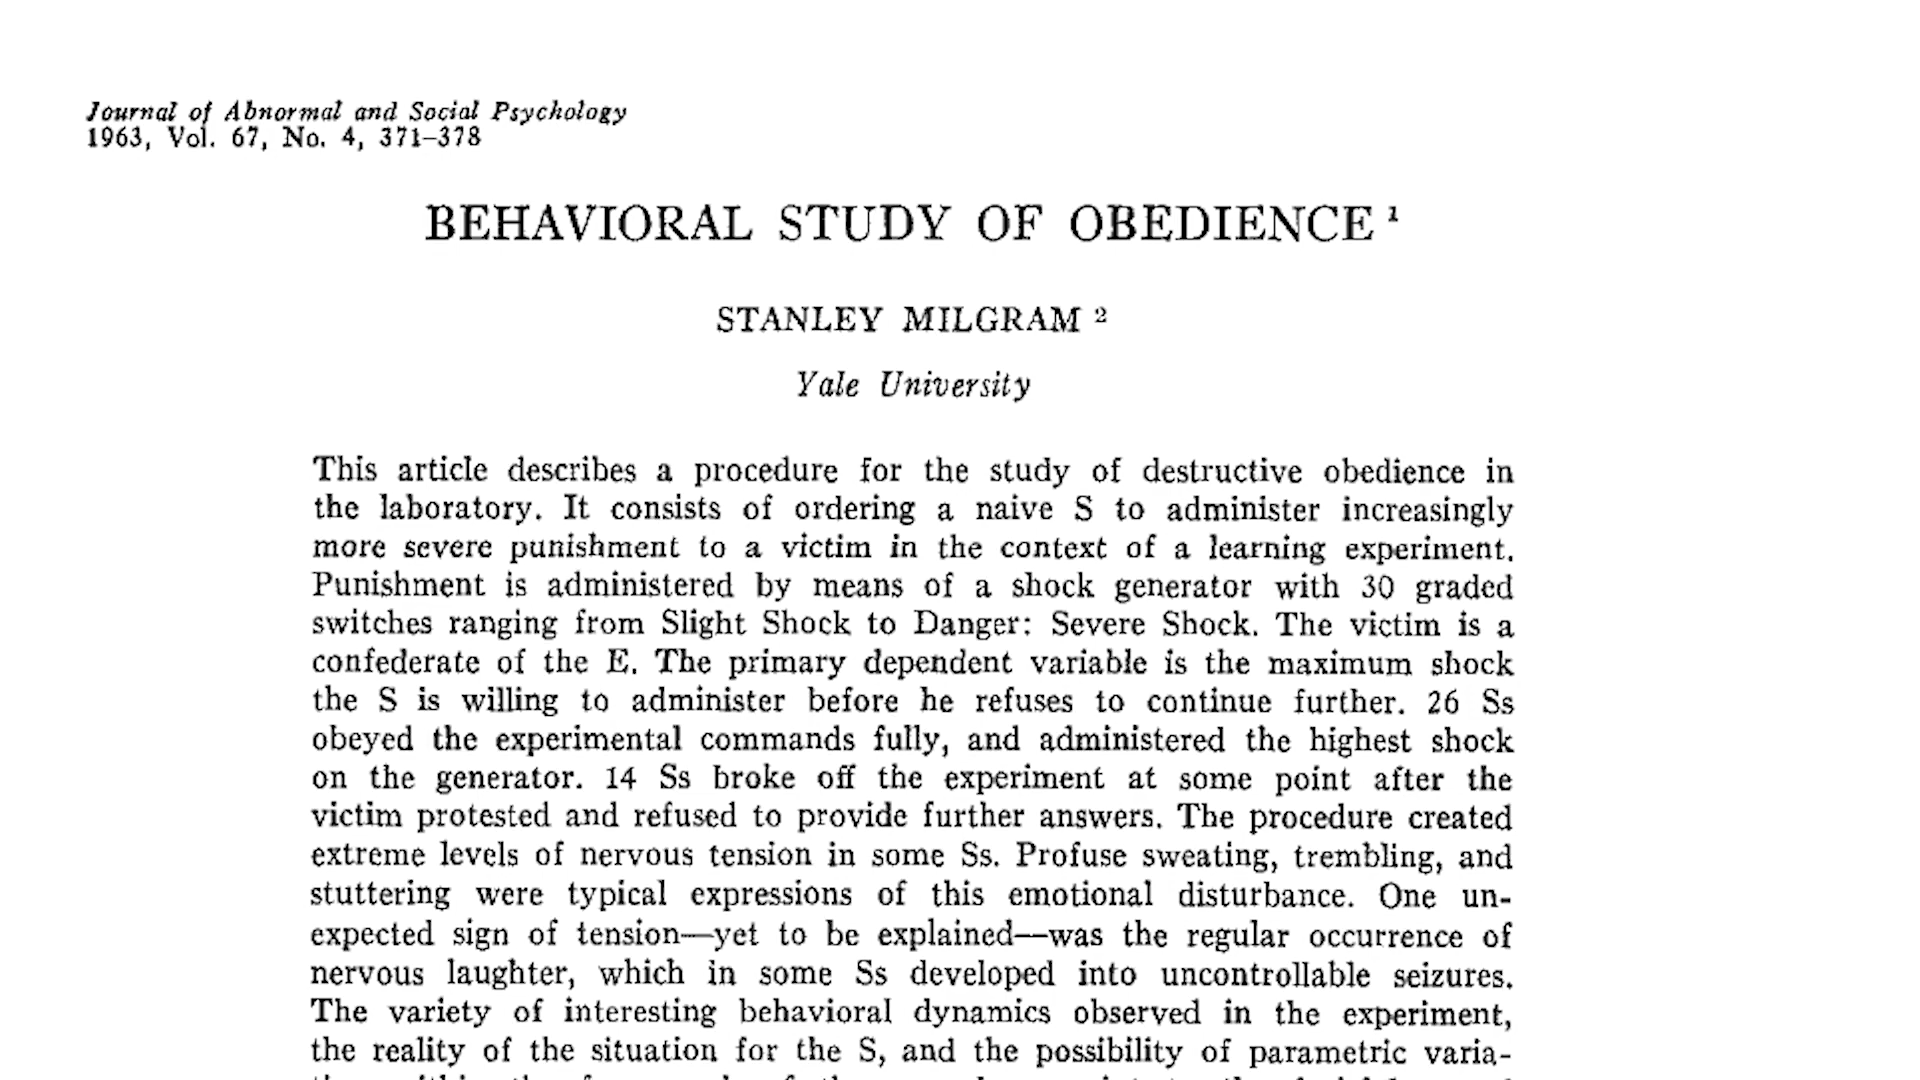 Journal of Abnormal and Social Psychology
1963, Vol. 67, No. 4, 371–378
BEHAVIORAL STUDY OF OBEDIENCE ¹
STANLEY MILGRAM ²
Yale University
This article describes a procedure for the study of destructive obedience in
the laboratory. It consists of ordering a naive S to administer increasingly
more severe punishment to a victim in the context of a learning experiment.
Punishment is administered by means of a shock generator with 30 graded
switches ranging from Slight Shock to Danger: Severe Shock. The victim is a
confederate of the E. The primary dependent variable is the maximum shock
the S is willing to administer before he refuses to continue further. 26 Ss
obeyed the experimental commands fully, and administered the highest shock
on the generator. 14 Ss broke off the experiment at some point after the
victim protested and refused to provide further answers. The procedure created
extreme levels of nervous tension in some Ss. Profuse sweating, trembling, and
stuttering were typical expressions of this emotional disturbance. One un-
expected sign of tension—yet to be explained—was the regular occurrence of
nervous laughter, which in some Ss developed into uncontrollable seizures.
The variety of interesting behavioral dynamics observed in the experiment,
the reality of the situation for the S, and the possibility of parametric varia-